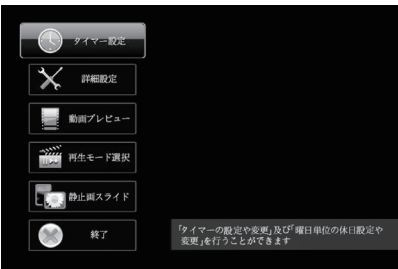 タイマー設定
詳細設定
動画プレビュー
再生モード選択
静止画スライド
終了
「タイマーの設定や変更」及び「曜日単位の休日設定や
変更」を行うことができます